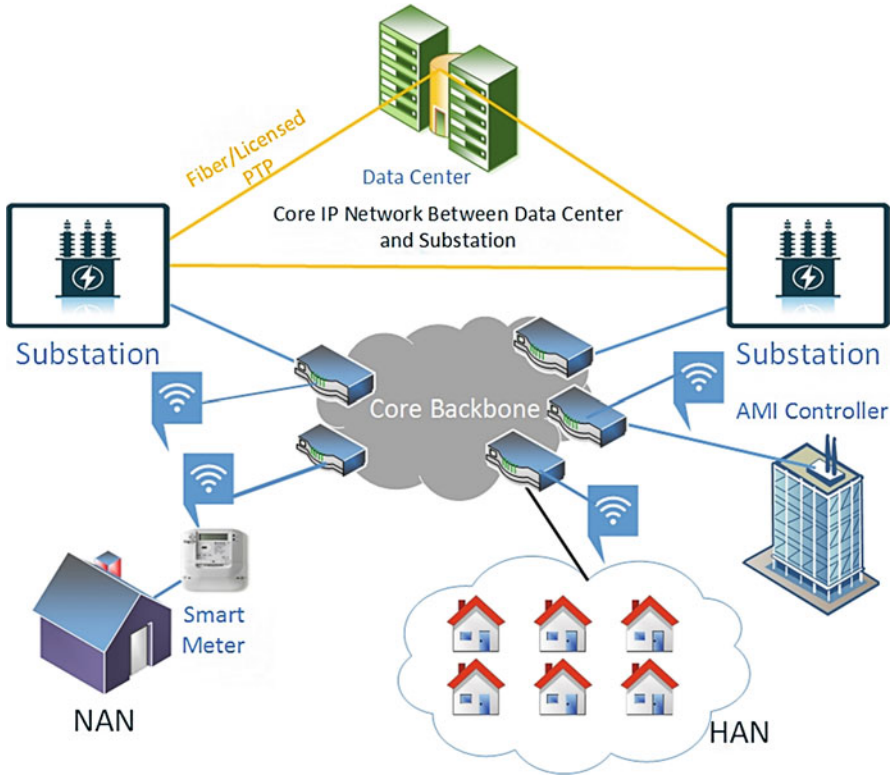 Fiber/Licensed
PTP
Data Center
Core IP Network Between Data Center
and Substation
Substation
Substation
Core Backbone
AMI Controller
Smart
Meter
NAN
HAN